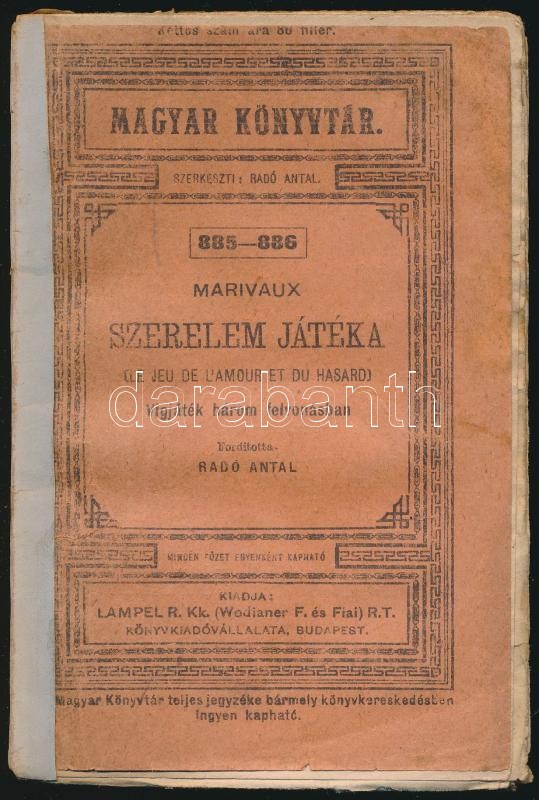 Kettős szám ára 60 fillér.
MAGYAR KÖNYVTÁR.
SZERKESZTI: RADÓ ANTAL.
885—886
MARIVAUX
SZERELEM JÁTÉKA
(LE JEU DE L'AMOUR ET DU HASARD)
darabanth
Vigjáték három felvonásban
Fordította
RADÓ ANTAL
MINDEN FÜZET EGYENKÉNT KAPHATÓ
KIADJA:
LAMPEL R. Kk. (Wodianer F. és Fiai) R.T.
KÖNYVKIADÓVÁLLALATA, BUDAPEST.
Magyar Könyvtár teljes jegyzéke bármely könyvkereskedésben
ingyen kapható.